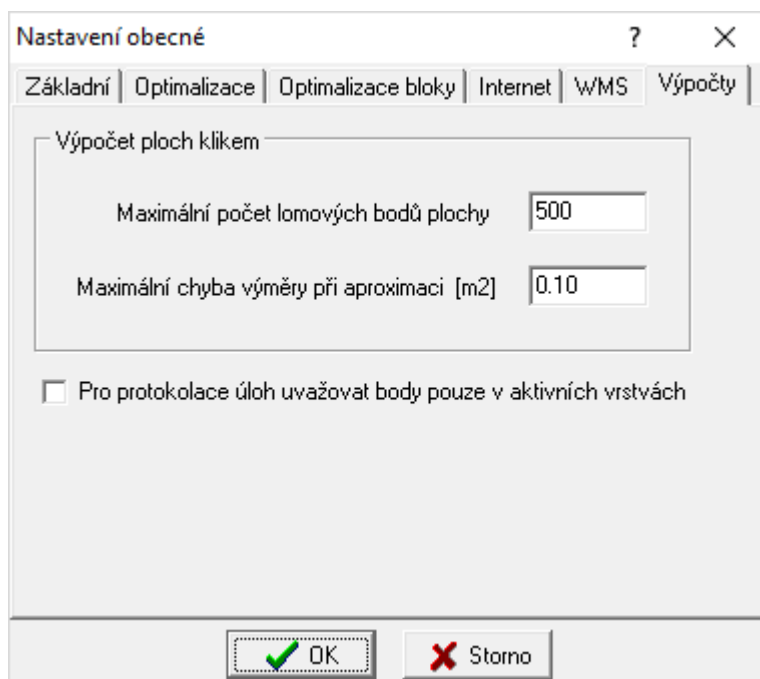 Nastavení obecné ?
Základní Optimalizace Optimalizace bloky Internet WMS Výpočty
Výpočet ploch klikem
Maximální počet lomových bodů plochy 500
Maximální chyba výměry při aproximaci [m2] 0.10
Pro protokolace úloh uvažovat body pouze v aktivních vrstvách
OK Storno